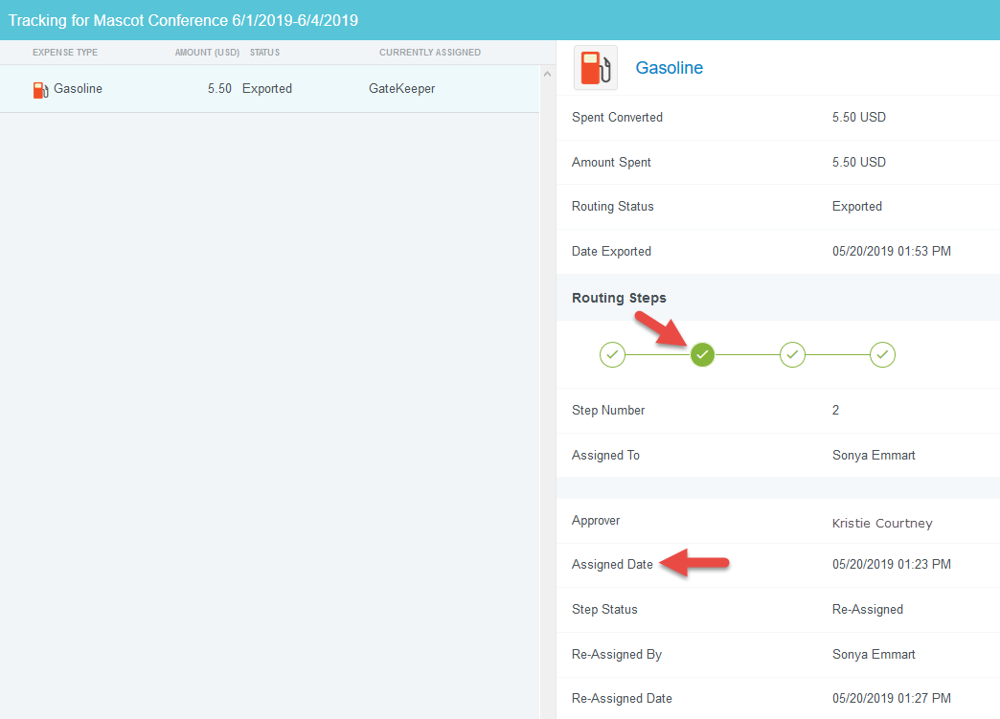 Tracking for Mascot Conference 6/1/2019-6/4/2019
EXPENSE TYPE AMOUNT (USD) STATUS CURRENTLY ASSIGNED
Gasoline 5.50 Exported GateKeeper
Gasoline
Spent Converted 5.50 USD
Amount Spent 5.50 USD
Routing Status Exported
Date Exported 05/20/2019 01:53 PM
Routing Steps
Step Number 2
Assigned To Sonya Emmart
Approver Kristie Courtney
Assigned Date 05/20/2019 01:23 PM
Step Status Re-Assigned
Re-Assigned By Sonya Emmart
Re-Assigned Date 05/20/2019 01:27 PM